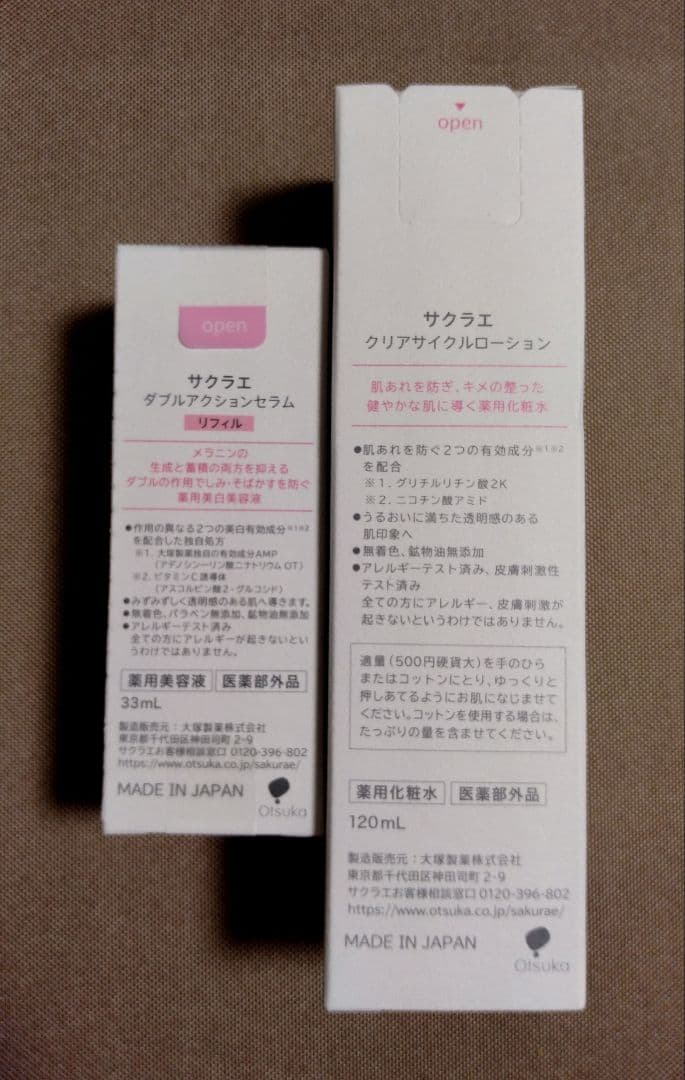 open
サクラエ
ダブルアクションセラム
リフィル
メラニンの
生成と蓄積の両方を抑える
ダブルの作用でしみ・そばかすを防ぐ
薬用美白美容液
●作用の異なる2つの美白有効成分※1※2
を配合した独自処方
※1. 大塚製薬独自の有効成分AMP
（アデノシン一リン酸二ナトリウム OT）
※2. ビタミンC誘導体
（アスコルビン酸2-グルコシド）
●みずみずしく透明感のある肌へ導きます。
●無着色、パラベン無添加、鉱物油無添加
●アレルギーテスト済み
全ての方にアレルギーが起きないとい
うわけではありません。
薬用美容液 医薬部外品
33mL
製造販売元：大塚製薬株式会社
東京都千代田区神田司町 2-9
サクラエお客様相談窓口 0120-396-802
https://www.otsuka.co.jp/sakurae/
MADE IN JAPAN
Otsuka
open
サクラエ
クリアサイクルローション
肌あれを防ぎ、キメの整った
健やかな肌に導く薬用化粧水
●肌あれを防ぐ2つの有効成分※1※2
を配合
※1. グリチルリチン酸2K
※2. ニコチン酸アミド
●うるおいに満ちた透明感のある
肌印象へ
●無着色、鉱物油無添加
●アレルギーテスト済み、皮膚刺激性
テスト済み
全ての方にアレルギー、皮膚刺激が
起きないというわけではありません。
適量（500円硬貨大）を手のひら
またはコットンにとり、ゆっくりと
押しあてるようにお肌になじませて
ください。コットンを使用する場合は、
たっぷりの量を含ませてください。
薬用化粧水 医薬部外品
120mL
製造販売元：大塚製薬株式会社
東京都千代田区神田司町 2-9
サクラエお客様相談窓口 0120-396-802
https://www.otsuka.co.jp/sakurae/
MADE IN JAPAN
Otsuka